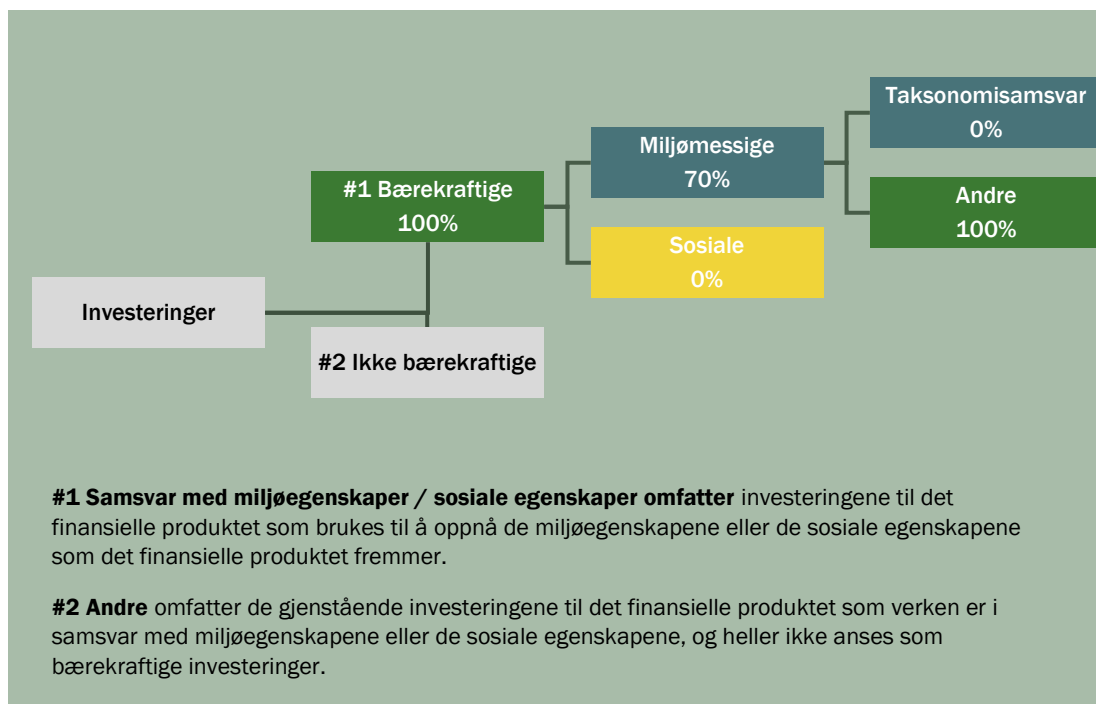 Taksonomisamsvar
0%
Miljømessige
70%
#1 Bærekraftige
100%
Andre
100%
Sosiale
0%
Investeringer
#2 Ikke bærekraftige
#1 Samsvar med miljøegenskaper / sosiale egenskaper omfatter investeringene til det
finansielle produktet som brukes til å oppnå de miljøegenskapene eller de sosiale egenskapene
som det finansielle produktet fremmer.
#2 Andre omfatter de gjenstående investeringene til det finansielle produktet som verken er i
samsvar med miljøegenskapene eller de sosiale egenskapene, og heller ikke anses som
bærekraftige investeringer.